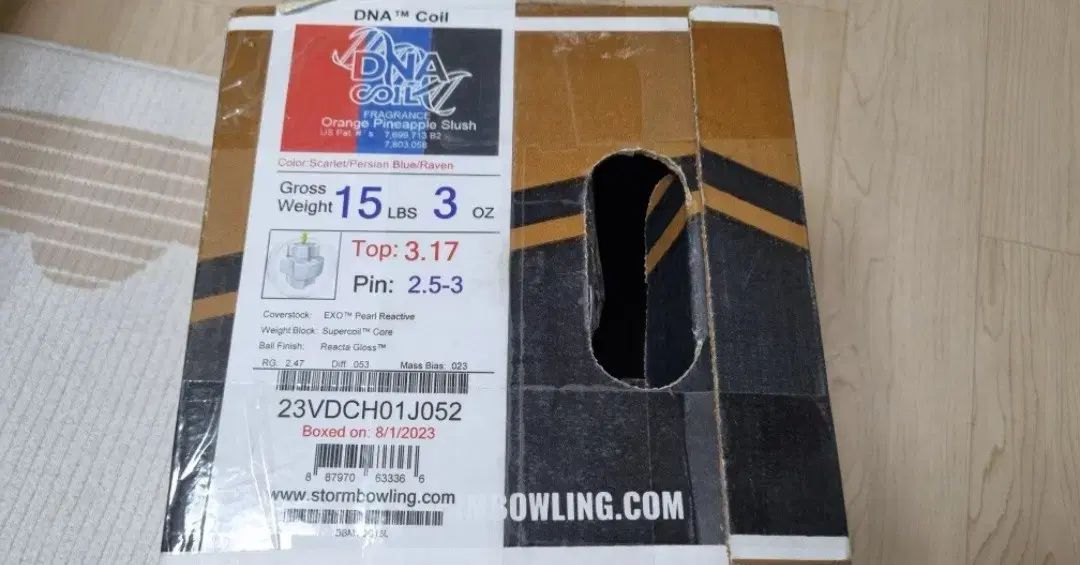 DNA™ Coil
DNA
COIL
FRAGRANCE
Orange Pineapple Slush
US Pat. #'s 7,699,713 B2
7,803,058
Color:Scarlet/Persian Blue/Raven
Gross Weight 15 LBS 3 OZ
Top: 3.17
Pin: 2.5-3
Coverstock: EXO™ Pearl Reactive
Weight Block: Supercoil™ Core
Ball Finish: Reacta Gloss™
RG: 2.47 Diff .053 Mass Bias: .023
23VDCH01J052
Boxed on: 8/1/2023
8 87970 63336 6
www.stormbowling.com
MBOWLING.COM